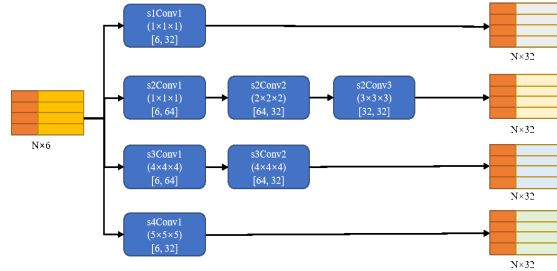 s1Conv1
(1×1×1)
[6, 32]
N×32
s2Conv1
(1×1×1)
[6, 64]
s2Conv2
(2×2×2)
[64, 32]
s2Conv3
(3×3×3)
[32, 32]
N×6
N×32
s3Conv1
(4×4×4)
[6, 64]
s3Conv2
(4×4×4)
[64, 32]
N×32
s4Conv1
(5×5×5)
[6, 32]
N×32